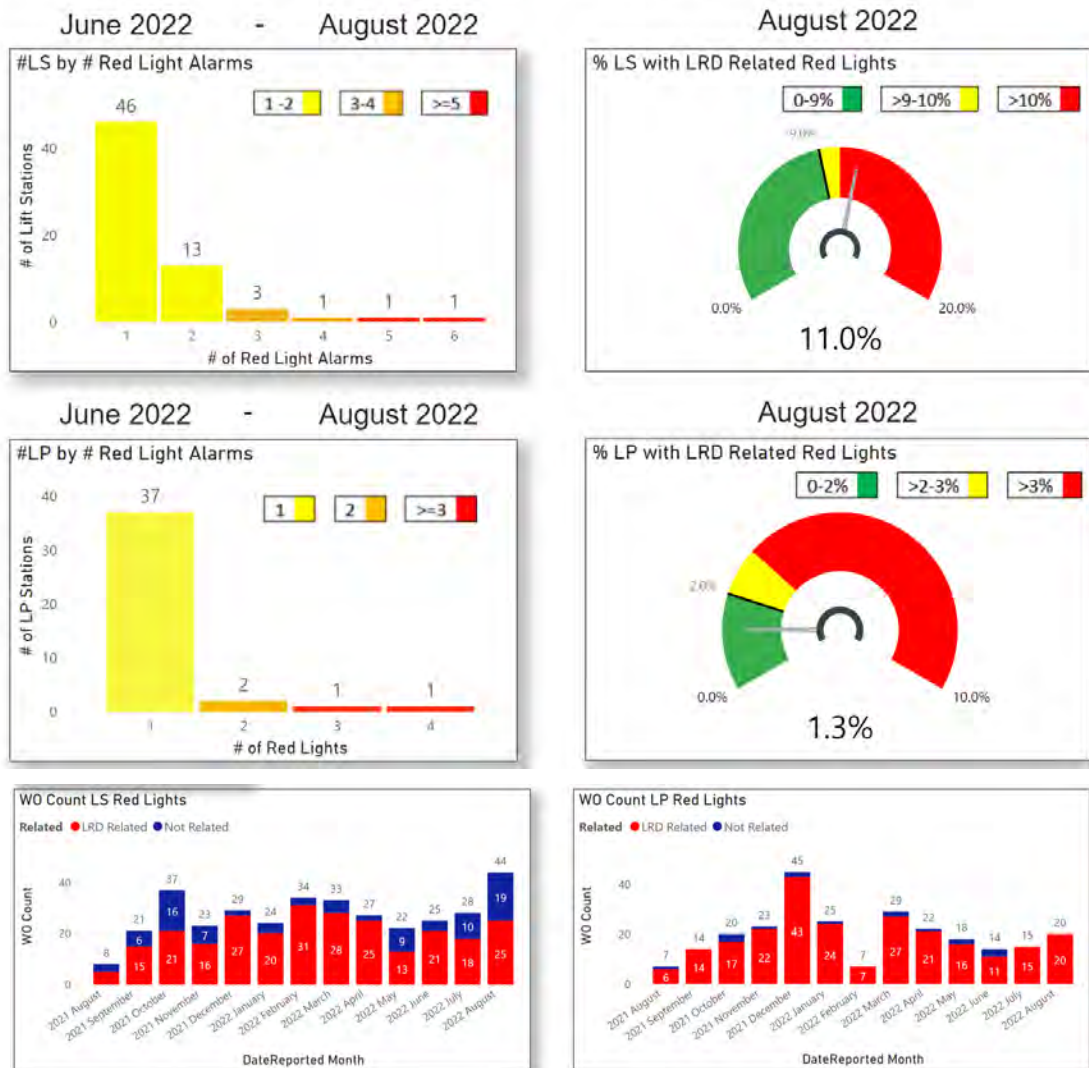 June 2022 - August 2022
August 2022
#LS by # Red Light Alarms
1 -2 3-4 >=5
46
13
3
1
1
1
40
20
0
# of Lift Stations
1 2 3 4 5 6
# of Red Light Alarms
% LS with LRD Related Red Lights
0-9% >9-10% >10%
9.0%
0.0%
20.0%
11.0%
June 2022 - August 2022
August 2022
#LP by # Red Light Alarms
1 2 >=3
37
2
1
1
40
30
20
10
0
# of LP Stations
1 2 3 4
# of Red Lights
% LP with LRD Related Red Lights
0-2% >2-3% >3%
2.0%
0.0%
10.0%
1.3%
WO Count LS Red Lights
Related LRD Related Not Related
WO Count
40
20
0
8 21 37 23 29 24 34 33 27 22 25 28 44
6 16 7 9 10 19
15 21 16 27 20 31 28 25 13 21 18 25
2021 August 2021 September 2021 October 2021 November 2021 December 2022 January 2022 February 2022 March 2022 April 2022 May 2022 June 2022 July 2022 August
DateReported Month
WO Count LP Red Lights
Related LRD Related Not Related
WO Count
40
20
0
7 14 20 23 45 25 7 29 22 18 14 15 20
6 14 17 22 43 24 7 27 21 16 11 15 20
2021 August 2021 September 2021 October 2021 November 2021 December 2022 January 2022 February 2022 March 2022 April 2022 May 2022 June 2022 July 2022 August
DateReported Month